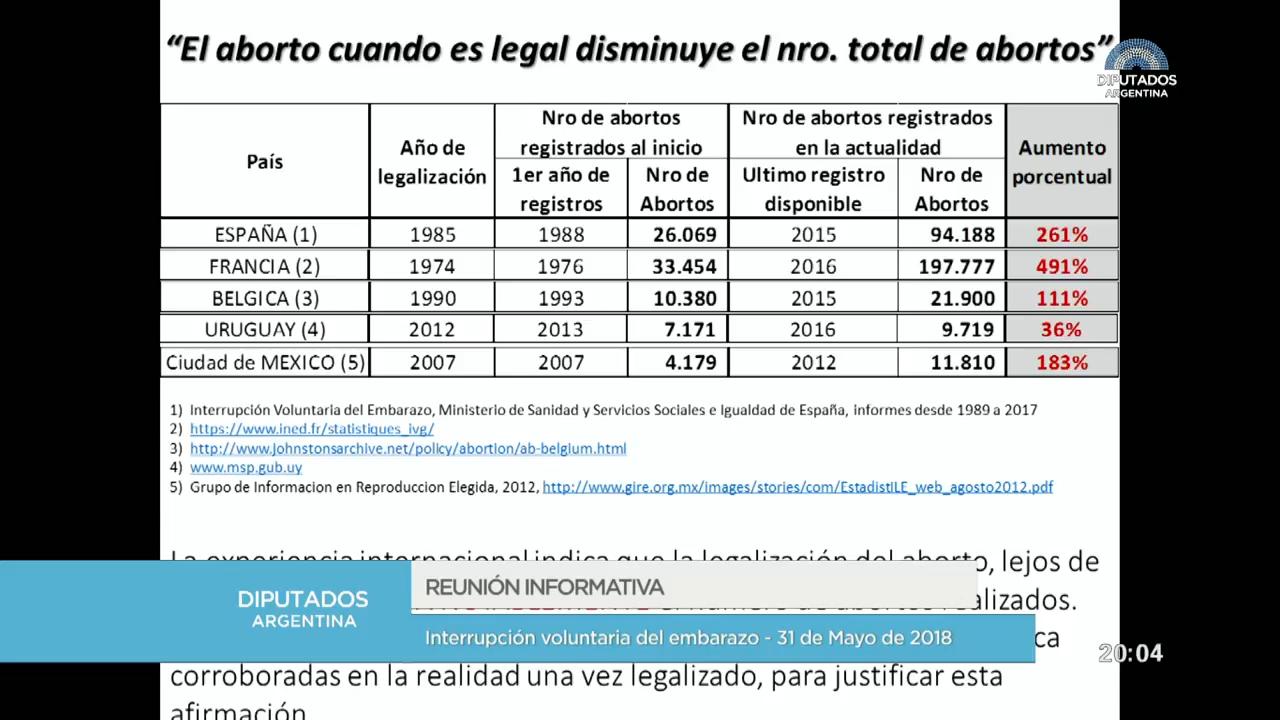 “El aborto cuando es legal disminuye el nro. total de abortos”
DIPUTADOS
ARGENTINA
País
Año de
legalización
Nro de abortos
registrados al inicio
Nro de abortos registrados
en la actualidad
Aumento
porcentual
1er año de
registros
Nro de
Abortos
Ultimo registro
disponible
Nro de
Abortos
ESPAÑA (1) 1985 1988 26.069 2015 94.188 261%
FRANCIA (2) 1974 1976 33.454 2016 197.777 491%
BELGICA (3) 1990 1993 10.380 2015 21.900 111%
URUGUAY (4) 2012 2013 7.171 2016 9.719 36%
Ciudad de MEXICO (5) 2007 2007 4.179 2012 11.810 183%
1) Interrupción Voluntaria del Embarazo, Ministerio de Sanidad y Servicios Sociales e Igualdad de España, informes desde 1989 a 2017
2) https://www.ined.fr/statistiques_ivg/
3) http://www.johnstonsarchive.net/policy/abortion/ab-belgium.html
4) www.msp.gub.uy
5) Grupo de Informacion en Reproduccion Elegida, 2012, http://www.gire.org.mx/images/stories/com/EstadistILE_web_agosto2012.pdf
La experiencia internacional indica que la legalización del aborto, lejos de
número de abortos realizados.
corroboradas en la realidad una vez legalizado, para justificar esta
afirmación
DIPUTADOS
ARGENTINA
REUNIÓN INFORMATIVA
Interrupción voluntaria del embarazo - 31 de Mayo de 2018
20:04